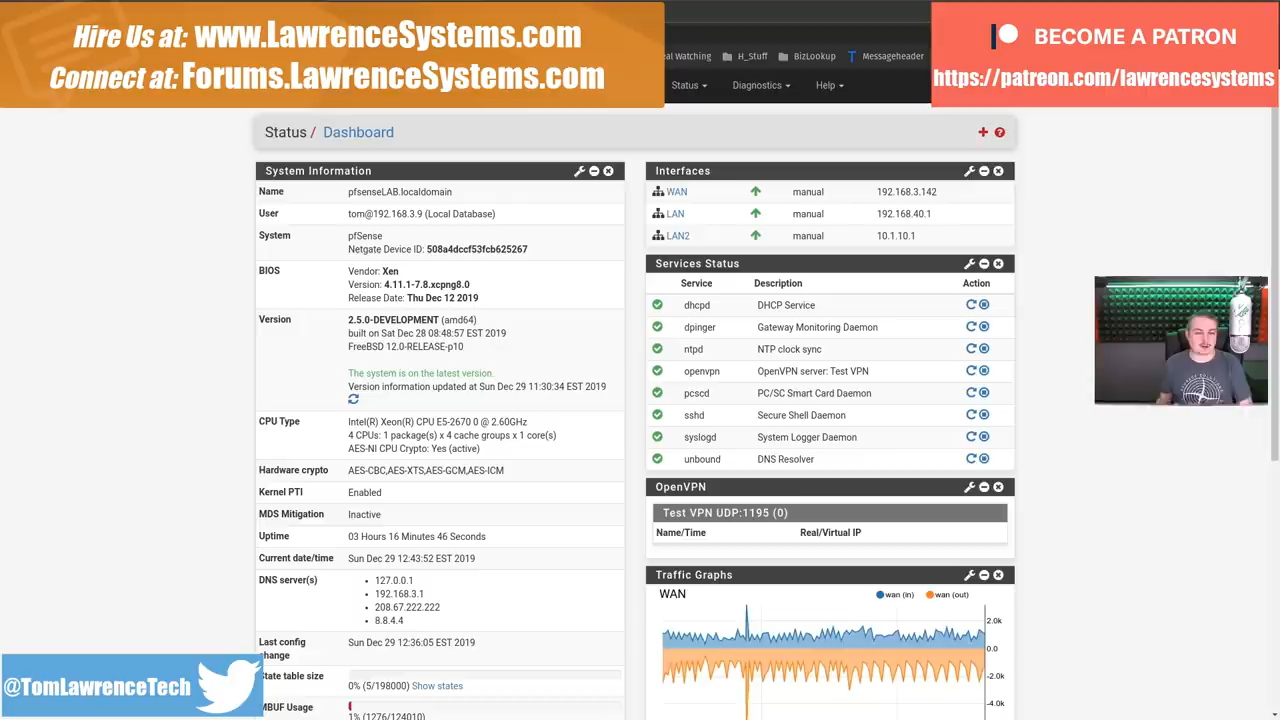 Hire Us at: www.LawrenceSystems.com
Connect at: Forums.LawrenceSystems.com
BECOME A PATRON
https://patreon.com/lawrencesystems
eal Watching
H_Stuff
BizLookup
Messageheader
Status
Diagnostics
Help
Status / Dashboard
System Information
Name pfsenseLAB.localdomain
User tom@192.168.3.9 (Local Database)
System pfSense
Netgate Device ID: 508a4dccf53fcb625267
BIOS Vendor: Xen
Version: 4.11.1-7.8.xcpng8.0
Release Date: Thu Dec 12 2019
Version 2.5.0-DEVELOPMENT (amd64)
built on Sat Dec 28 08:48:57 EST 2019
FreeBSD 12.0-RELEASE-p10
The system is on the latest version.
Version information updated at Sun Dec 29 11:30:34 EST 2019
CPU Type Intel(R) Xeon(R) CPU E5-2670 0 @ 2.60GHz
4 CPUs: 1 package(s) x 4 cache groups x 1 core(s)
AES-NI CPU Crypto: Yes (active)
Hardware crypto AES-CBC,AES-XTS,AES-GCM,AES-ICM
Kernel PTI Enabled
MDS Mitigation Inactive
Uptime 03 Hours 16 Minutes 46 Seconds
Current date/time Sun Dec 29 12:43:52 EST 2019
DNS server(s)
127.0.0.1
192.168.3.1
208.67.222.222
8.8.4.4
Last config change Sun Dec 29 12:36:05 EST 2019
State table size
0% (5/198000) Show states
MBUF Usage
1% (1276/124010)
Interfaces
WAN manual 192.168.3.142
LAN manual 192.168.40.1
LAN2 manual 10.1.10.1
Services Status
Service Description Action
dhcpd DHCP Service
dpinger Gateway Monitoring Daemon
ntpd NTP clock sync
openvpn OpenVPN server: Test VPN
pcscd PC/SC Smart Card Daemon
sshd Secure Shell Daemon
syslogd System Logger Daemon
unbound DNS Resolver
OpenVPN
Test VPN UDP:1195 (0)
Name/Time Real/Virtual IP
Traffic Graphs
WAN
wan (in) wan (out)
2.0k
0.0
-2.0k
-4.0k
@TomLawrenceTech